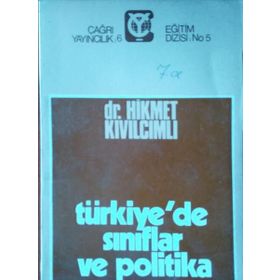 ÇAĞRI
YAYINCILIK: 6
EĞİTİM
DİZİSİ: No 5
7a
dr. HİKMET
KIVILCIMLI
türkiye'de
sınıflar
ve politika